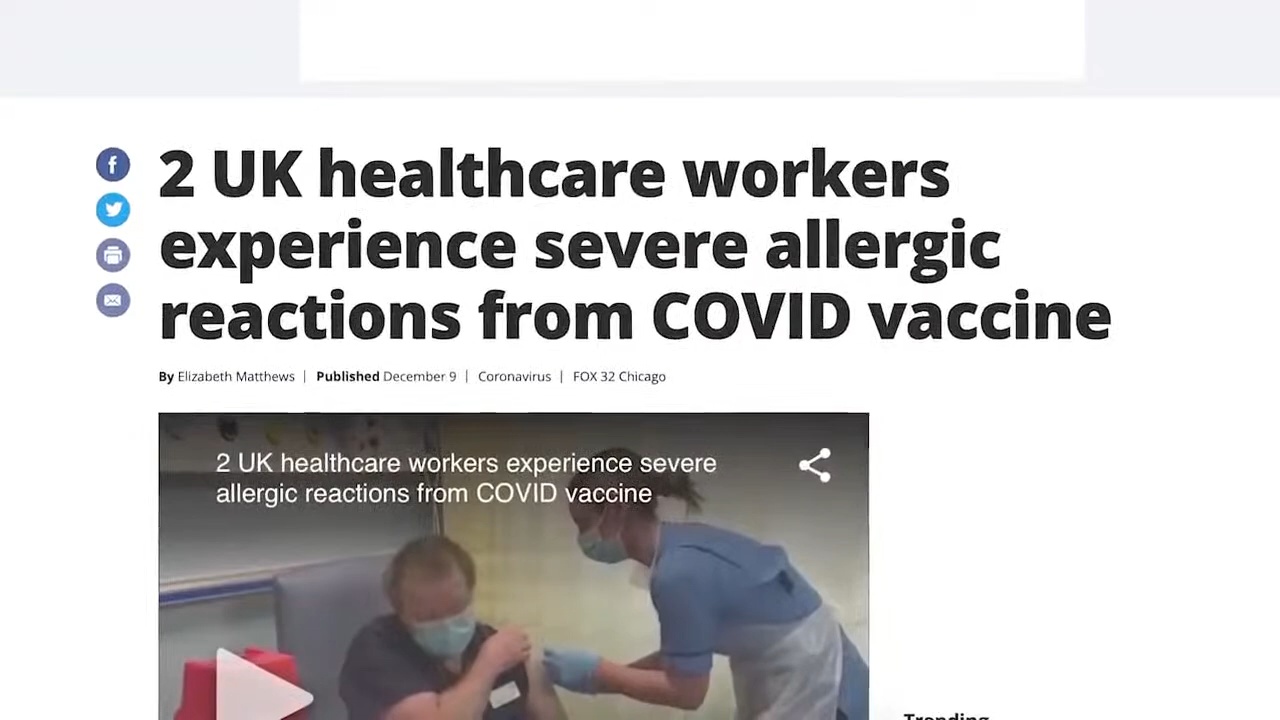 2 UK healthcare workers
experience severe allergic
reactions from COVID vaccine
By Elizabeth Matthews | Published December 9 | Coronavirus | FOX 32 Chicago
2 UK healthcare workers experience severe
allergic reactions from COVID vaccine
Trending